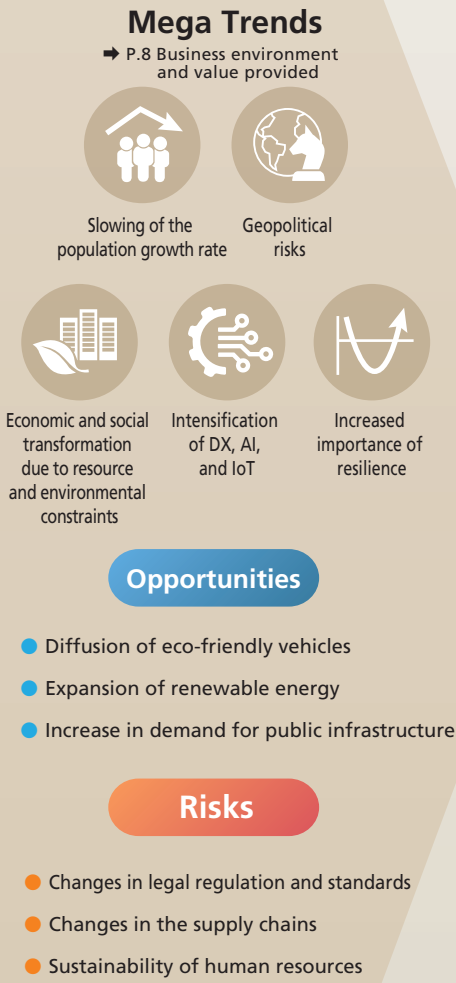 Mega Trends
➡ P.8 Business environment
and value provided
Slowing of the
population growth rate
Geopolitical
risks
Economic and social
transformation
due to resource
and environmental
constraints
Intensification
of DX, AI,
and IoT
Increased
importance of
resilience
Opportunities
● Diffusion of eco-friendly vehicles
● Expansion of renewable energy
● Increase in demand for public infrastructure
Risks
● Changes in legal regulation and standards
● Changes in the supply chains
● Sustainability of human resources